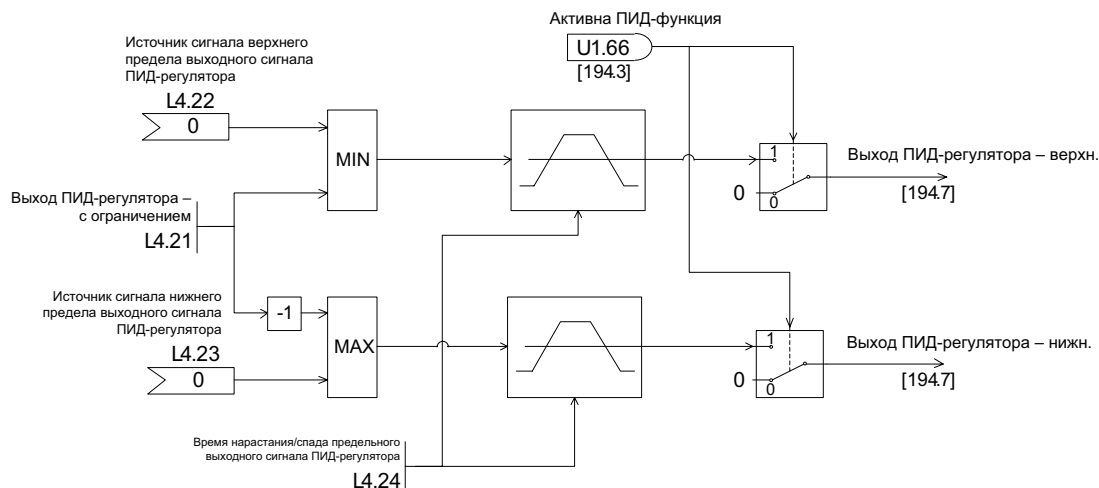 Активна ПИД-функция
U1.66
[194.3]
Источник сигнала верхнего
предела выходного сигнала
ПИД-регулятора
L4.22
0
MIN
1
0
0
Выход ПИД-регулятора – верхн.
[194.7]
Выход ПИД-регулятора –
с ограничением
L4.21
Источник сигнала нижнего
предела выходного сигнала
ПИД-регулятора
L4.23
0
-1
MAX
1
0
0
Выход ПИД-регулятора – нижн.
[194.7]
Время нарастания/спада предельного
выходного сигнала ПИД-регулятора
L4.24